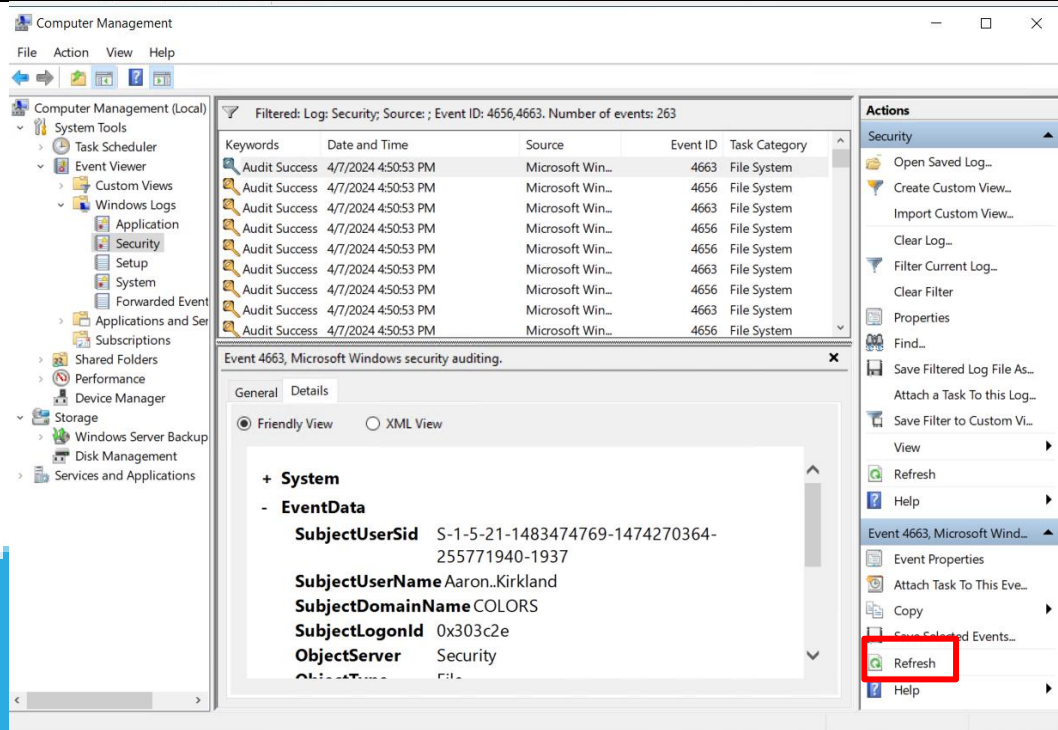 Computer Management
File Action View Help
Computer Management (Local)
System Tools
Task Scheduler
Event Viewer
Custom Views
Windows Logs
Application
Security
Setup
System
Forwarded Event
Applications and Ser
Subscriptions
Shared Folders
Performance
Device Manager
Storage
Windows Server Backup
Disk Management
Services and Applications
Filtered: Log: Security; Source: ; Event ID: 4656,4663. Number of events: 263
Keywords Date and Time Source Event ID Task Category
Audit Success 4/7/2024 4:50:53 PM Microsoft Win... 4663 File System
Audit Success 4/7/2024 4:50:53 PM Microsoft Win... 4656 File System
Audit Success 4/7/2024 4:50:53 PM Microsoft Win... 4663 File System
Audit Success 4/7/2024 4:50:53 PM Microsoft Win... 4656 File System
Audit Success 4/7/2024 4:50:53 PM Microsoft Win... 4656 File System
Audit Success 4/7/2024 4:50:53 PM Microsoft Win... 4663 File System
Audit Success 4/7/2024 4:50:53 PM Microsoft Win... 4656 File System
Audit Success 4/7/2024 4:50:53 PM Microsoft Win... 4663 File System
Audit Success 4/7/2024 4:50:53 PM Microsoft Win... 4656 File System
Event 4663, Microsoft Windows security auditing.
General Details
Friendly View XML View
+ System
- EventData
SubjectUserSid S-1-5-21-1483474769-1474270364-
255771940-1937
SubjectUserName Aaron..Kirkland
SubjectDomainName COLORS
SubjectLogonId 0x303c2e
ObjectServer Security
ObjectType File
Actions
Security
Open Saved Log...
Create Custom View...
Import Custom View...
Clear Log...
Filter Current Log...
Clear Filter
Properties
Find...
Save Filtered Log File As...
Attach a Task To this Log...
Save Filter to Custom Vi...
View
Refresh
Help
Event 4663, Microsoft Wind...
Event Properties
Attach Task To This Eve...
Copy
Save Selected Events...
Refresh
Help